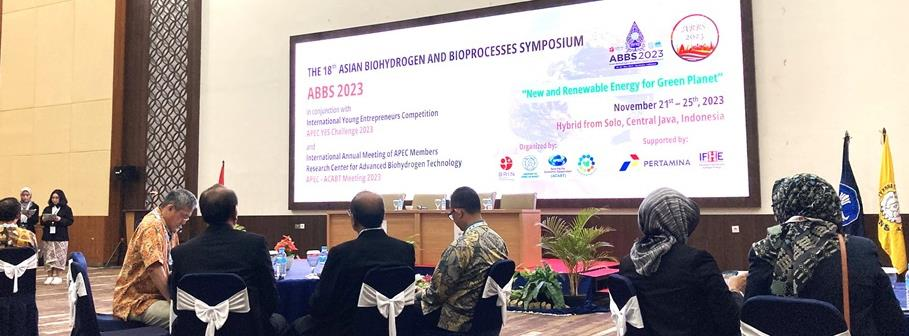 THE 18th ASIAN BIOHYDROGEN AND BIOPROCESSES SYMPOSIUM
ABBS 2023
In conjunction with
International Young Entrepreneurs Competition
APEC YES Challenge 2023
and
International Annual Meeting of APEC Members
Research Center for Advanced Biohydrogen Technology
APEC - ACABT Meeting 2023
ABBS 2023
ABBS
2023
"New and Renewable Energy for Green Planet"
November 21st – 25th, 2023
Hybrid from Solo, Central Java, Indonesia
Organized by:
BRIN
Supported by:
PERTAMINA
IFHE